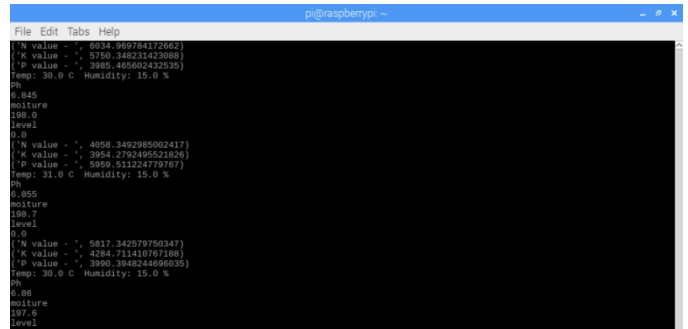 pi@raspberrypi: ~
File Edit Tabs Help
('N value - ', 6034.969784172662)
('K value - ', 5750.348231423088)
('P value - ', 3985.465602432535)
Temp: 30.0 C Humidity: 15.0 %
Ph
6.845
moiture
198.0
level
0.0
('N value - ', 4058.3492985002417)
('K value - ', 3954.2792495521826)
('P value - ', 5959.511224779767)
Temp: 31.0 C Humidity: 15.0 %
Ph
6.855
moiture
198.7
level
0.0
('N value - ', 5817.342579750347)
('K value - ', 4284.711410767188)
('P value - ', 3990.3948244696035)
Temp: 30.0 C Humidity: 15.0 %
Ph
6.86
moiture
197.6
level